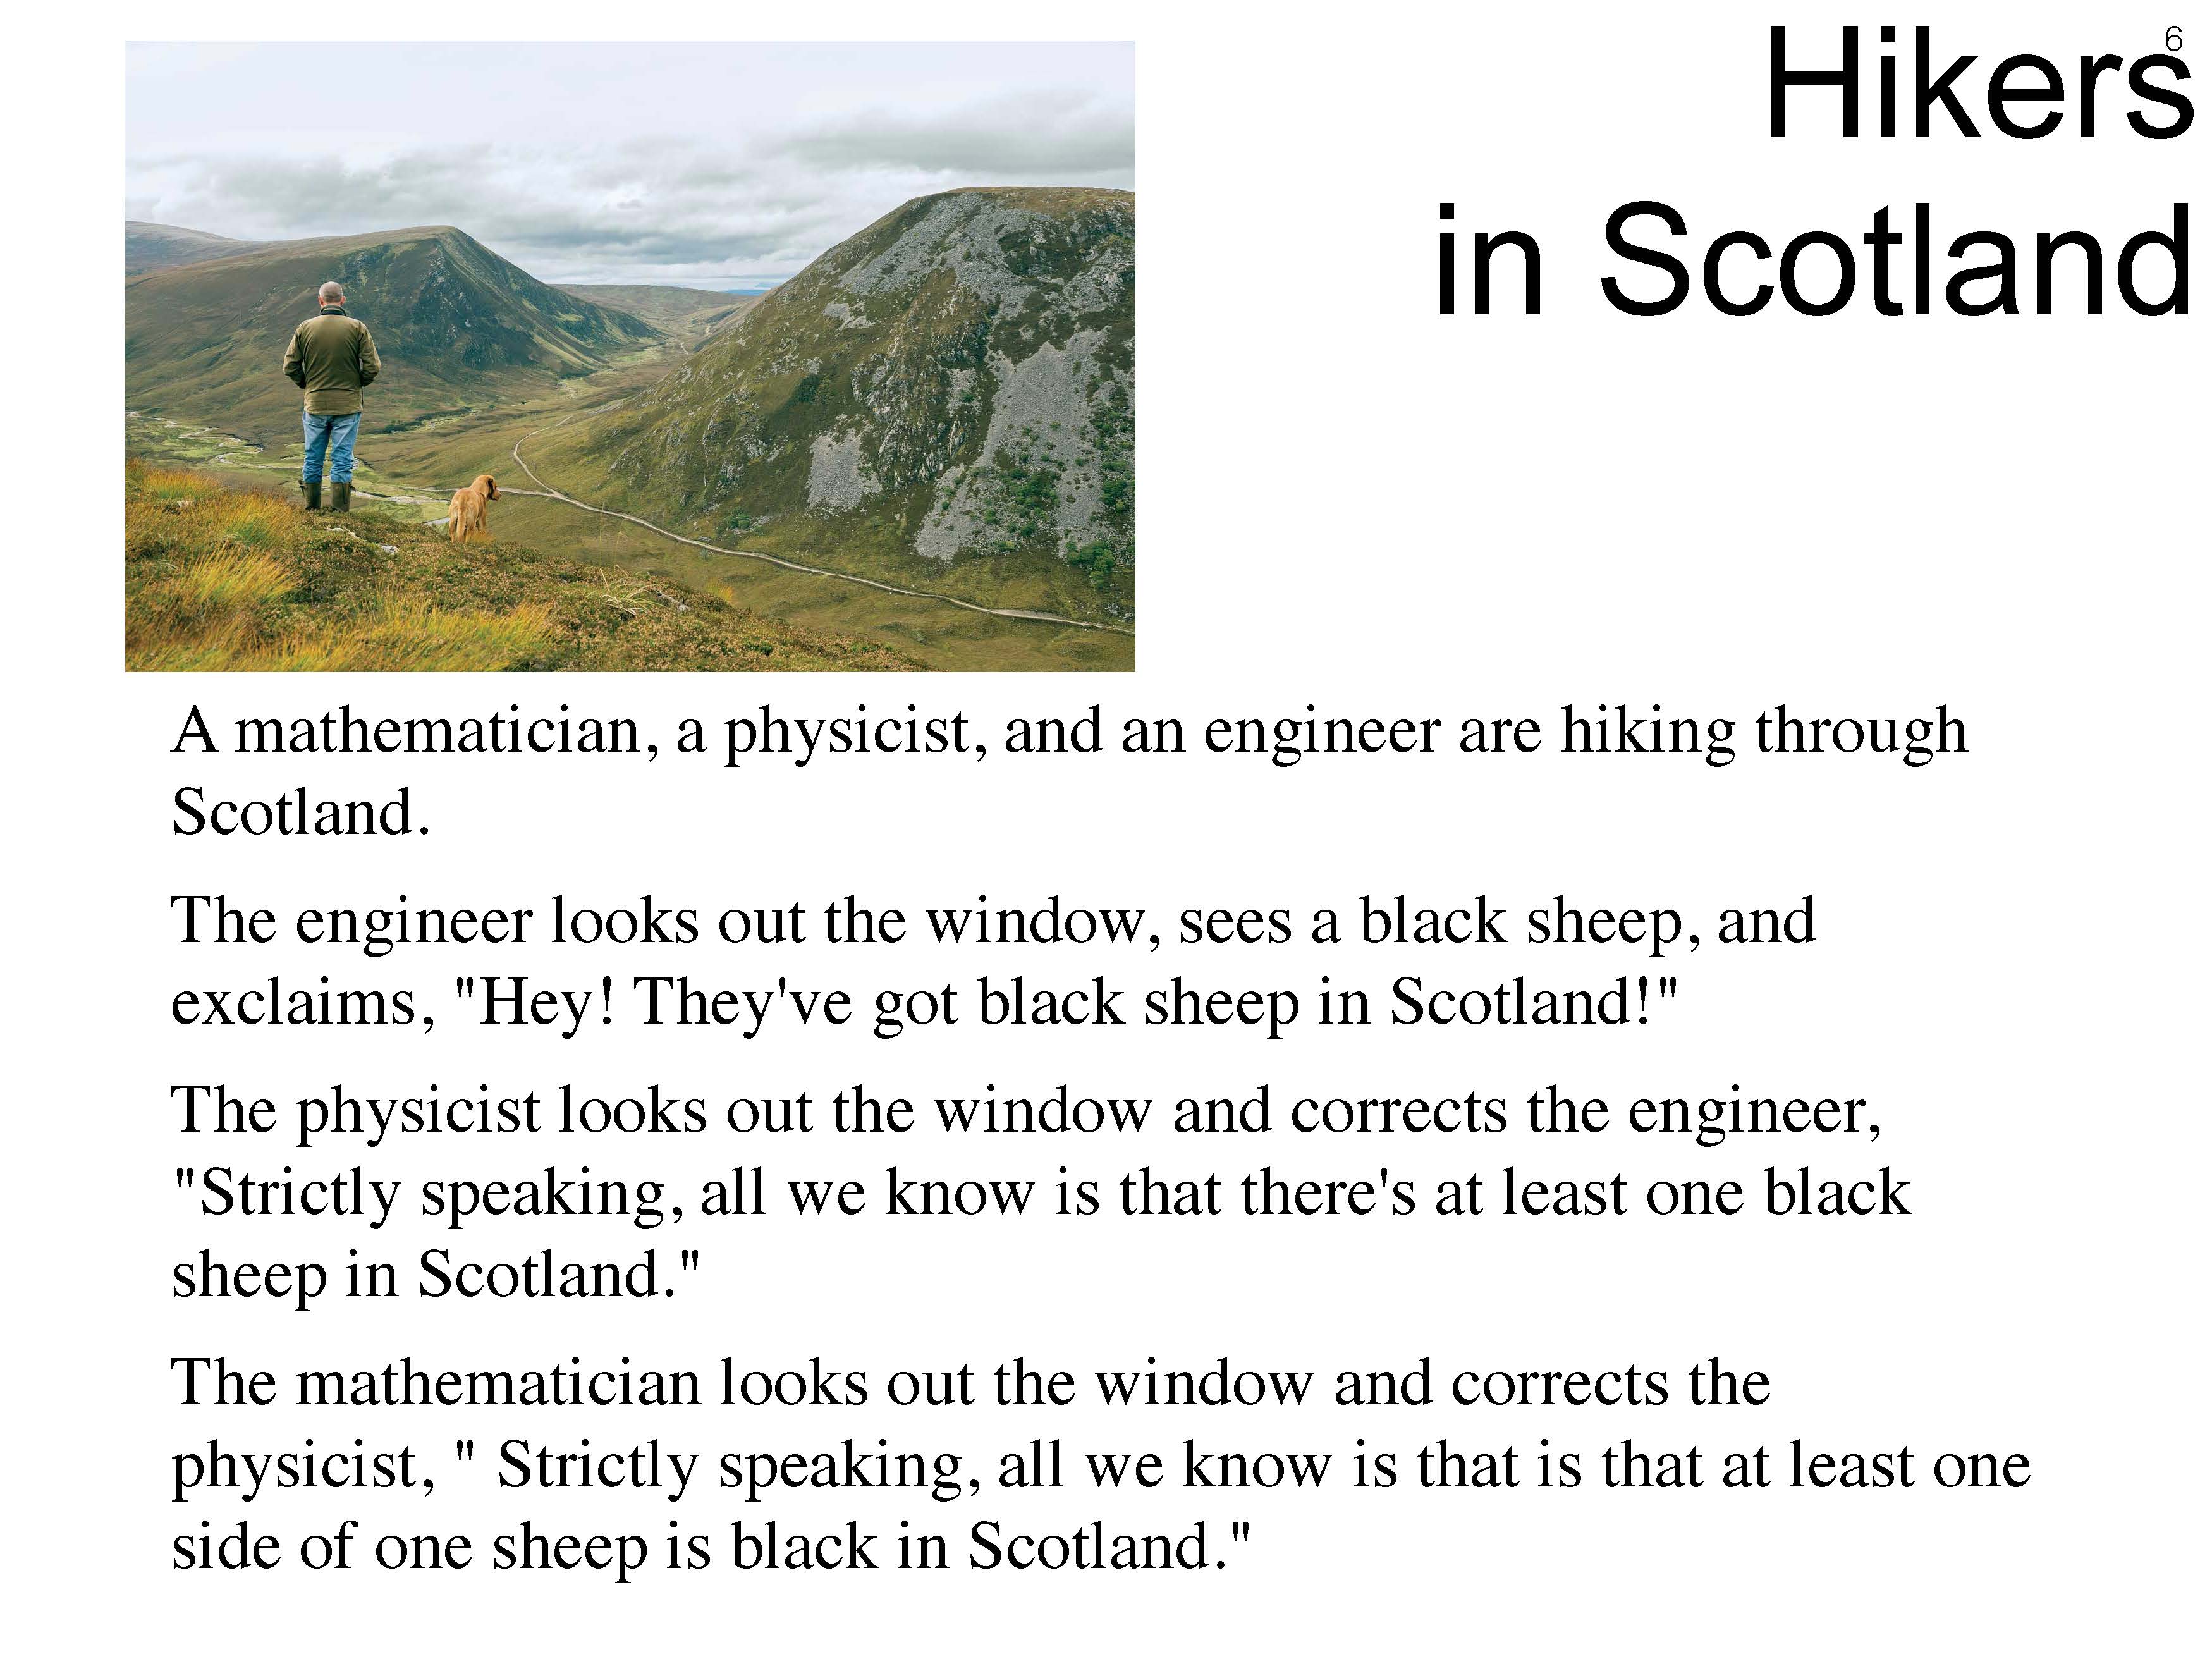 6
Hikers
in Scotland
A mathematician, a physicist, and an engineer are hiking through
Scotland.
The engineer looks out the window, sees a black sheep, and
exclaims, "Hey! They've got black sheep in Scotland!"
The physicist looks out the window and corrects the engineer,
"Strictly speaking, all we know is that there's at least one black
sheep in Scotland."
The mathematician looks out the window and corrects the
physicist, " Strictly speaking, all we know is that is that at least one
side of one sheep is black in Scotland."